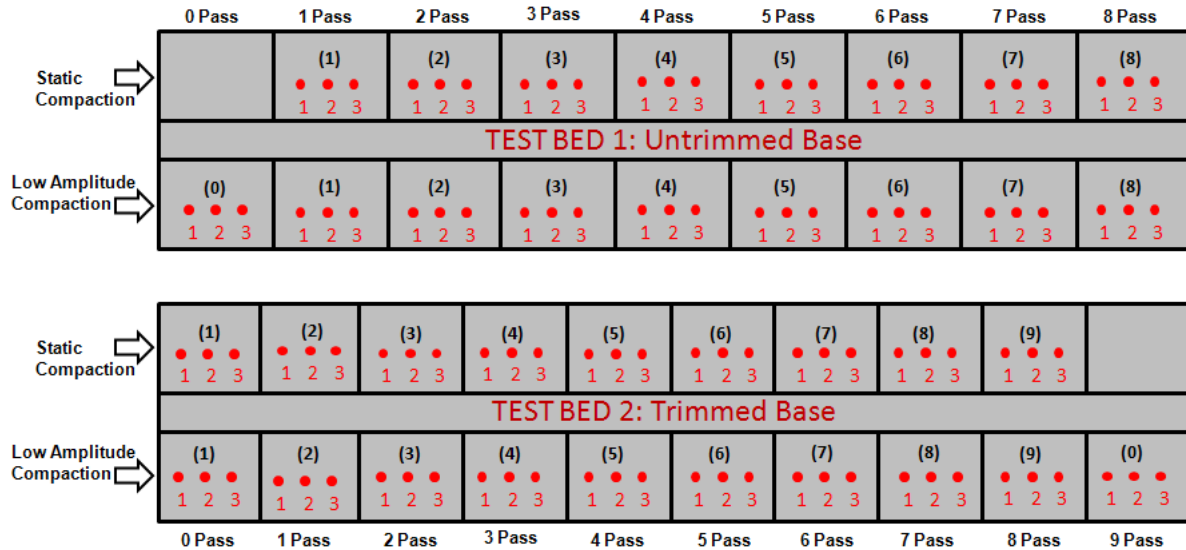 0 Pass 1 Pass 2 Pass 3 Pass 4 Pass 5 Pass 6 Pass 7 Pass 8 Pass
Static
Compaction
(1) (2) (3) (4) (5) (6) (7) (8)
1 2 3 1 2 3 1 2 3 1 2 3 1 2 3 1 2 3 1 2 3 1 2 3
TEST BED 1: Untrimmed Base
Low Amplitude
Compaction
(0) (1) (2) (3) (4) (5) (6) (7) (8)
1 2 3 1 2 3 1 2 3 1 2 3 1 2 3 1 2 3 1 2 3 1 2 3 1 2 3
Static
Compaction
(1) (2) (3) (4) (5) (6) (7) (8) (9)
1 2 3 1 2 3 1 2 3 1 2 3 1 2 3 1 2 3 1 2 3 1 2 3 1 2 3
TEST BED 2: Trimmed Base
Low Amplitude
Compaction
(1) (2) (3) (4) (5) (6) (7) (8) (9) (0)
1 2 3 1 2 3 1 2 3 1 2 3 1 2 3 1 2 3 1 2 3 1 2 3 1 2 3 1 2 3
0 Pass 1 Pass 2 Pass 3 Pass 4 Pass 5 Pass 6 Pass 7 Pass 8 Pass 9 Pass